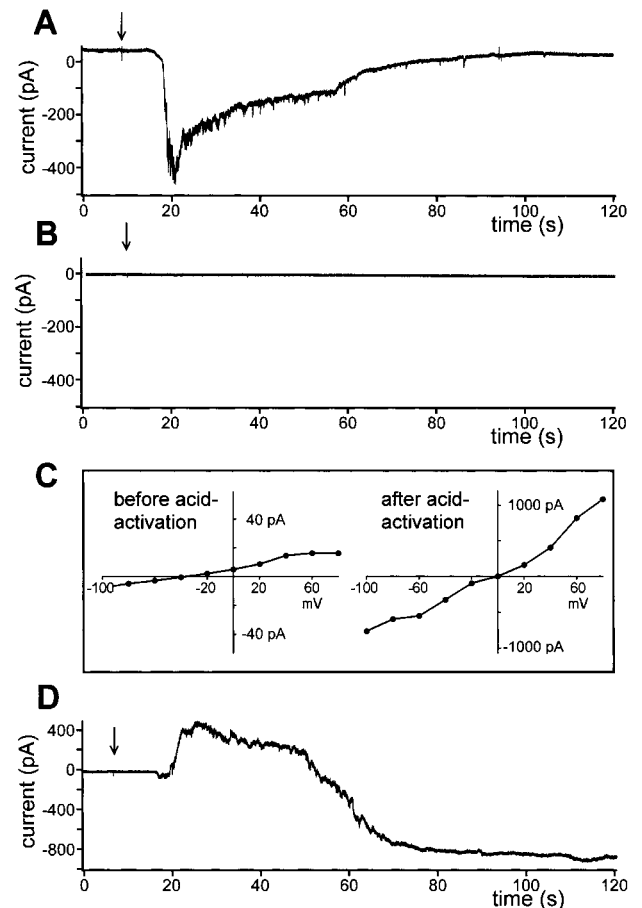 A
0
-200
-400
current (pA)
0 20 40 60 80 100 120
time (s)
B
0
-200
-400
current (pA)
0 20 40 60 80 100 120
time (s)
C
before acid-
activation
40 pA
-100 -20 20 60
mV
-40 pA
after acid-
activation
1000 pA
-100 -60 20 60
mV
-1000 pA
D
400
0
-400
-800
current (pA)
0 20 40 60 80 100 120
time (s)